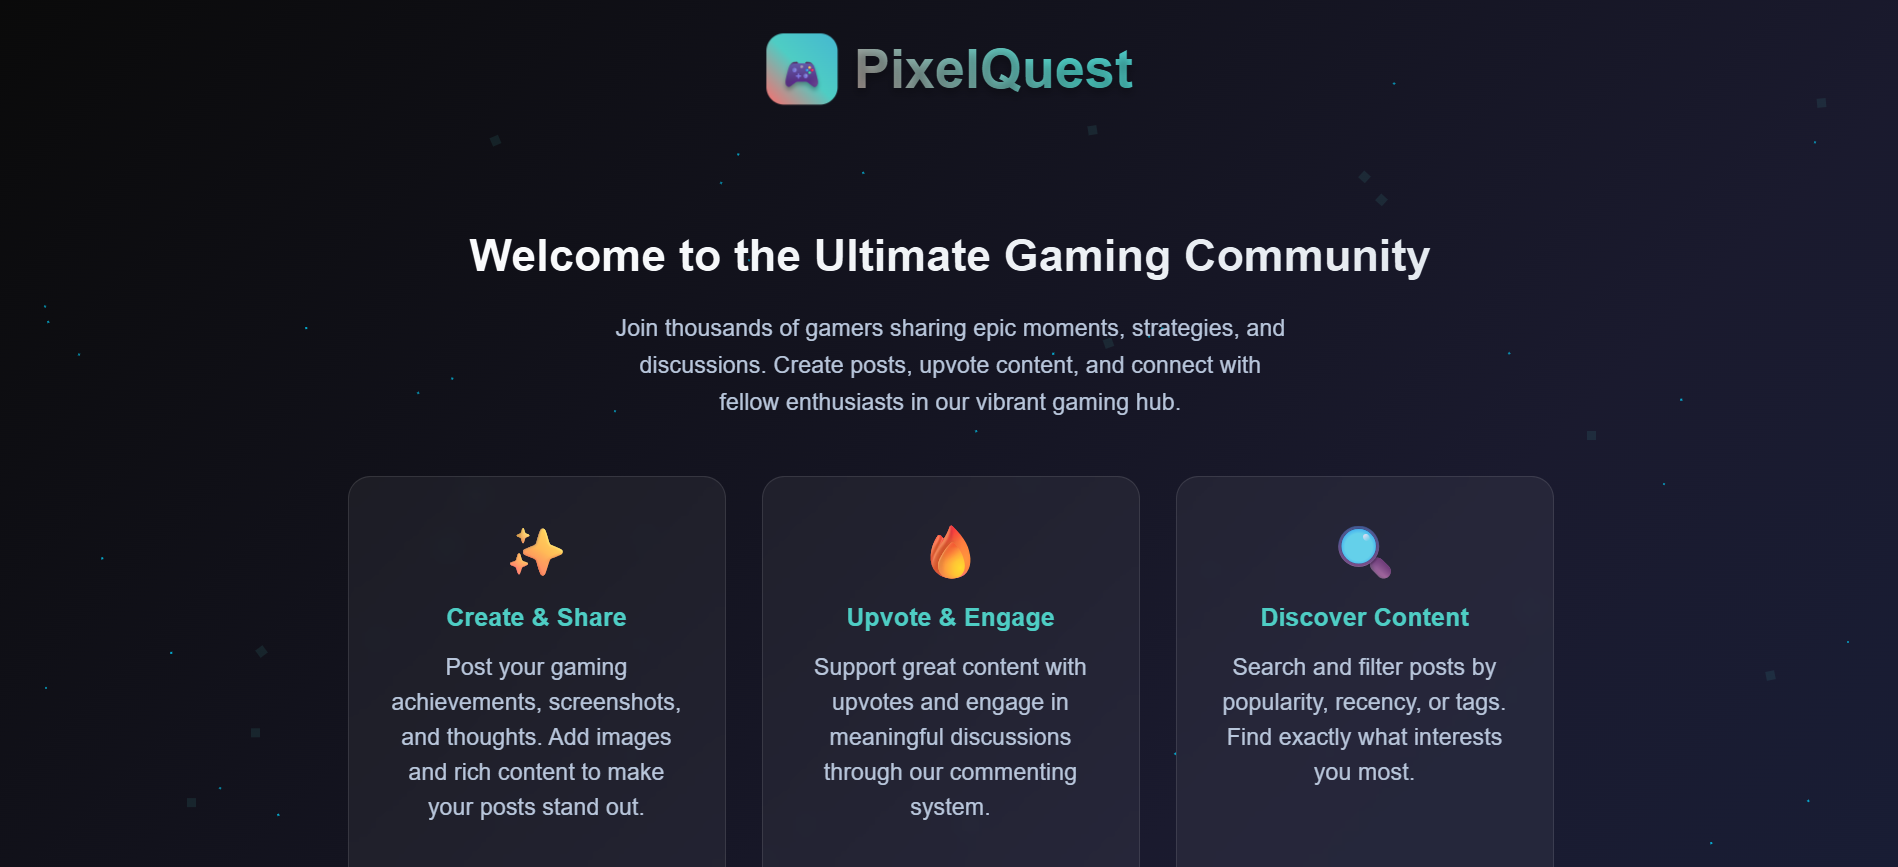 PixelQuest
Welcome to the Ultimate Gaming Community
Join thousands of gamers sharing epic moments, strategies, and
discussions. Create posts, upvote content, and connect with
fellow enthusiasts in our vibrant gaming hub.
Create & Share
Post your gaming
achievements, screenshots,
and thoughts. Add images
and rich content to make
your posts stand out.
Upvote & Engage
Support great content with
upvotes and engage in
meaningful discussions
through our commenting
system.
Discover Content
Search and filter posts by
popularity, recency, or tags.
Find exactly what interests
you most.